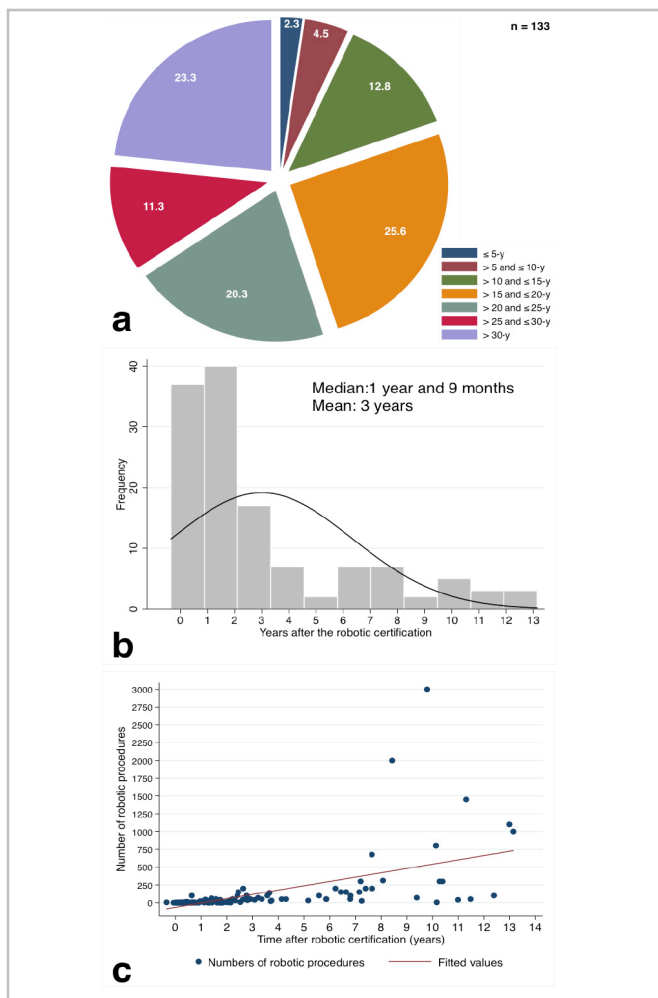 n = 133
2.3
4.5
12.8
25.6
20.3
11.3
23.3
≤ 5-y
> 5 and ≤ 10-y
> 10 and ≤ 15-y
> 15 and ≤ 20-y
> 20 and ≤ 25-y
> 25 and ≤ 30-y
> 30-y
a
Median:1 year and 9 months
Mean: 3 years
Frequency
40
30
20
10
0
0 1 2 3 4 5 6 7 8 9 10 11 12 13
Years after the robotic certification
b
Number of robotic procedures
3000
2750
2500
2250
2000
1750
1500
1250
1000
750
500
250
0
0 1 2 3 4 5 6 7 8 9 10 11 12 13 14
Time after robotic certification (years)
Numbers of robotic procedures Fitted values
c